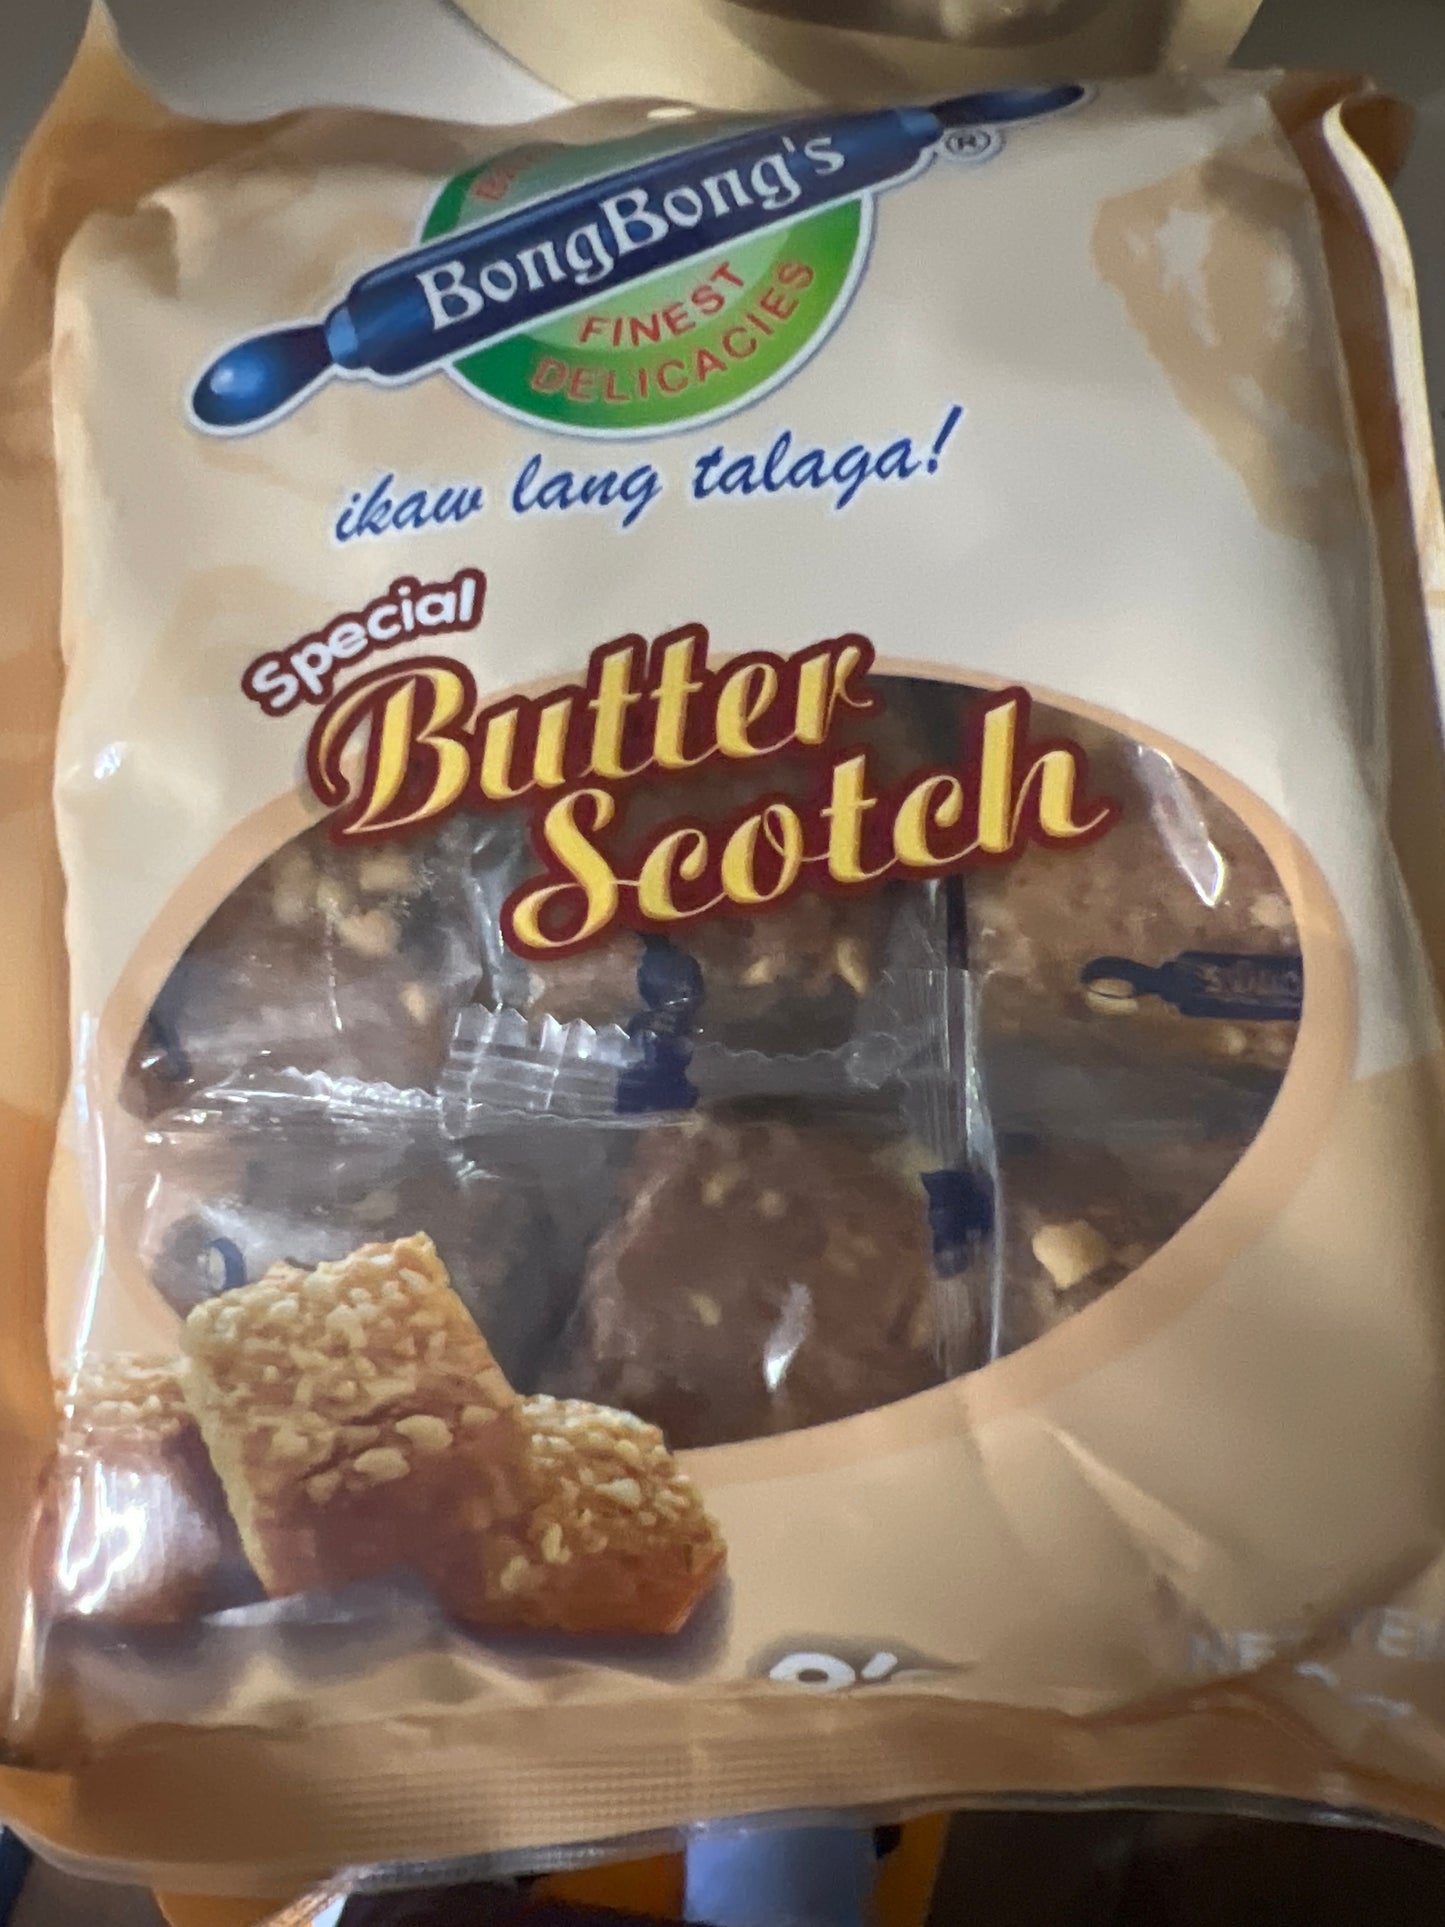 BongBong's
®
FINEST
DELICACIES
ikaw lang talaga!
Special
Butter
Scotch